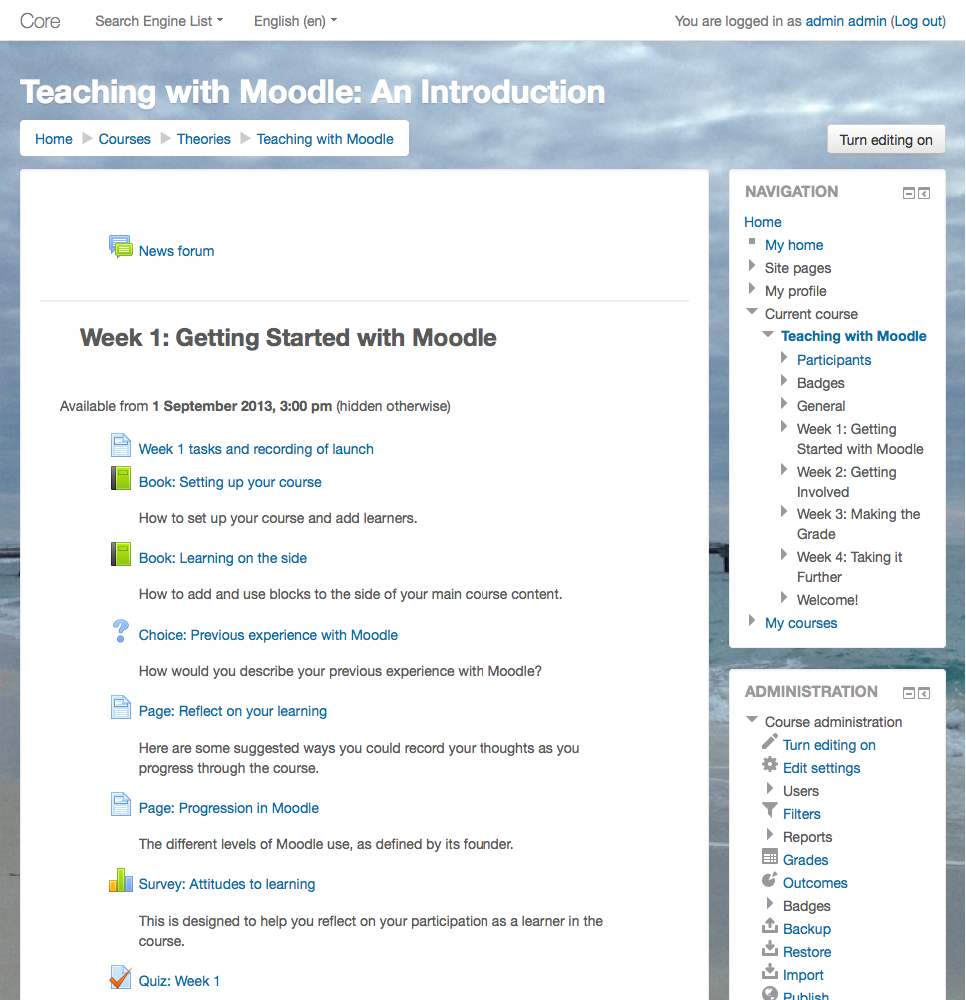 Core
Search Engine List
English (en)
You are logged in as admin admin (Log out)
Teaching with Moodle: An Introduction
Home
Courses
Theories
Teaching with Moodle
Turn editing on
News forum
Week 1: Getting Started with Moodle
Available from 1 September 2013, 3:00 pm (hidden otherwise)
Week 1 tasks and recording of launch
Book: Setting up your course
How to set up your course and add learners.
Book: Learning on the side
How to add and use blocks to the side of your main course content.
Choice: Previous experience with Moodle
How would you describe your previous experience with Moodle?
Page: Reflect on your learning
Here are some suggested ways you could record your thoughts as you
progress through the course.
Page: Progression in Moodle
The different levels of Moodle use, as defined by its founder.
Survey: Attitudes to learning
This is designed to help you reflect on your participation as a learner in the
course.
Quiz: Week 1
NAVIGATION
Home
My home
Site pages
My profile
Current course
Teaching with Moodle
Participants
Badges
General
Week 1: Getting
Started with Moodle
Week 2: Getting
Involved
Week 3: Making the
Grade
Week 4: Taking it
Further
Welcome!
My courses
ADMINISTRATION
Course administration
Turn editing on
Edit settings
Users
Filters
Reports
Grades
Outcomes
Badges
Backup
Restore
Import
Publish